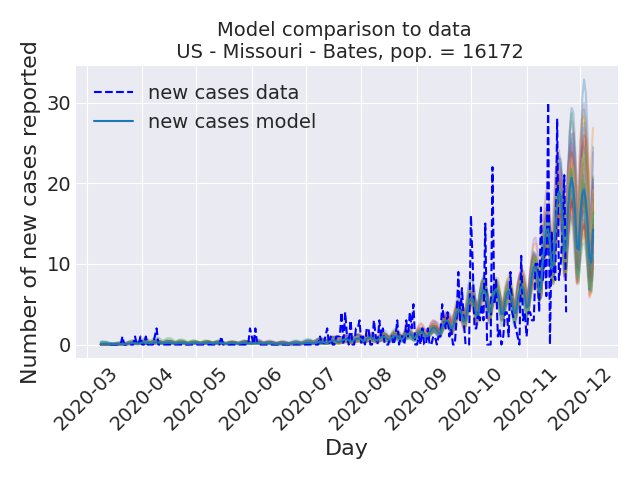 Model comparison to data
US - Missouri - Bates, pop. = 16172
new cases data
new cases model
Number of new cases reported
30
20
10
0
2020-03
2020-04
2020-05
2020-06
2020-07
2020-08
2020-09
2020-10
2020-11
2020-12
Day